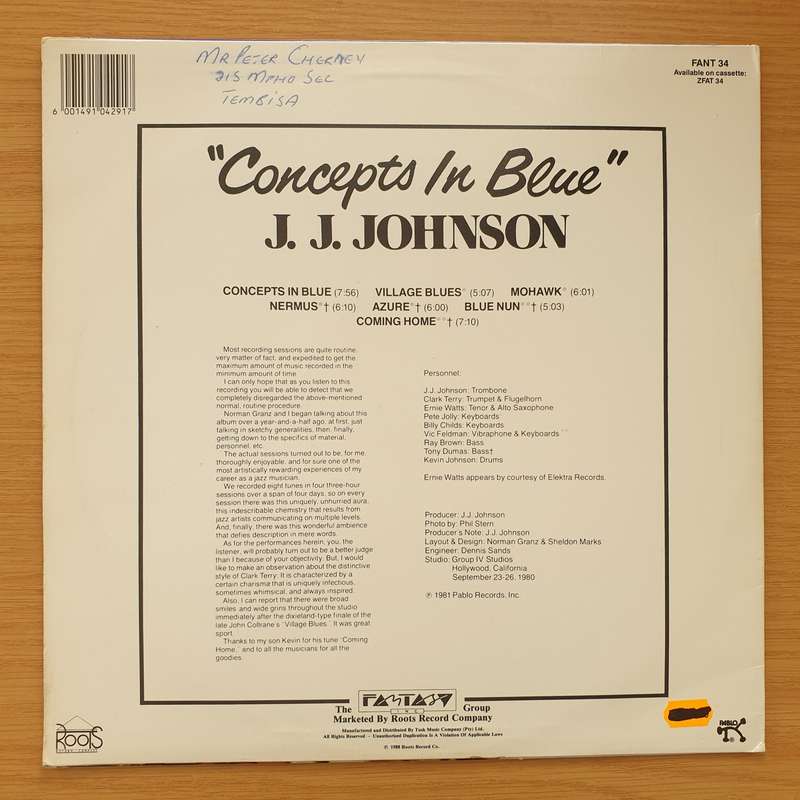 MR PETER CHERNEY
215 MPHO SEC
TEMBISA
6 001491 042917
FANT 34
Available on cassette:
ZFAT 34
"Concepts In Blue"
J. J. JOHNSON
CONCEPTS IN BLUE (7:56) VILLAGE BLUES° (5:07) MOHAWK° (6:01)
NERMUS°† (6:10) AZURE°† (6:00) BLUE NUN°°† (5:03)
COMING HOME°°† (7:10)
Most recording sessions are quite routine,
very matter of fact, and expedited to get the
maximum amount of music recorded in the
minimum amount of time.
I can only hope that as you listen to this
recording you will be able to detect that we
completely disregarded the above-mentioned
normal, routine procedure.
Norman Granz and I began talking about this
album over a year-and-a-half ago, at first, just
talking in sketchy generalities, then, finally,
getting down to the specifics of material,
personnel, etc.
The actual sessions turned out to be, for me
thoroughly enjoyable, and for sure one of the
most artistically rewarding experiences of my
career as a jazz musician.
We recorded eight tunes in four three-hour
sessions over a span of four days, so on every
session there was this uniquely, unhurried aura,
this indescribable chemistry that results from
jazz artists communicating on multiple levels.
And, finally, there was this wonderful ambience
that defies description in mere words.
As for the performances herein, you, the
listener, will probably turn out to be a better judge
than I because of your objectivity. But, I would
like to make an observation about the distinctive
style of Clark Terry: It is characterized by a
certain charisma that is uniquely infectious,
sometimes whimsical, and always inspired.
Also, I can report that there were broad
smiles and wide grins throughout the studio
immediately after the dixieland-type finale of the
late John Coltrane's "Village Blues." It was great
sport.
Thanks to my son Kevin for his tune "Coming
Home," and to all the musicians for all the
goodies.
Personnel:
J.J. Johnson: Trombone
Clark Terry: Trumpet & Flugelhorn
Ernie Watts: Tenor & Alto Saxophone
Pete Jolly: Keyboards
Billy Childs: Keyboards
Vic Feldman: Vibraphone & Keyboards°°
Ray Brown: Bass
Tony Dumas: Bass†
Kevin Johnson: Drums
Ernie Watts appears by courtesy of Elektra Records.
Producer: J.J. Johnson
Photo by: Phil Stern
Producer's Note: J.J. Johnson
Layout & Design: Norman Granz & Sheldon Marks
Engineer: Dennis Sands
Studio: Group IV Studios
Hollywood, California
September 23-26, 1980
℗ 1981 Pablo Records, Inc.
The FANTASY INC Group
Marketed By Roots Record Company
Manufactured and Distributed By Tusk Music Company (Pty) Ltd.
All Rights Reserved — Unauthorised Duplication Is A Violation Of Applicable Laws
℗ 1988 Roots Record Co.
ROOTS
RECORD COMPANY
PABLO
®